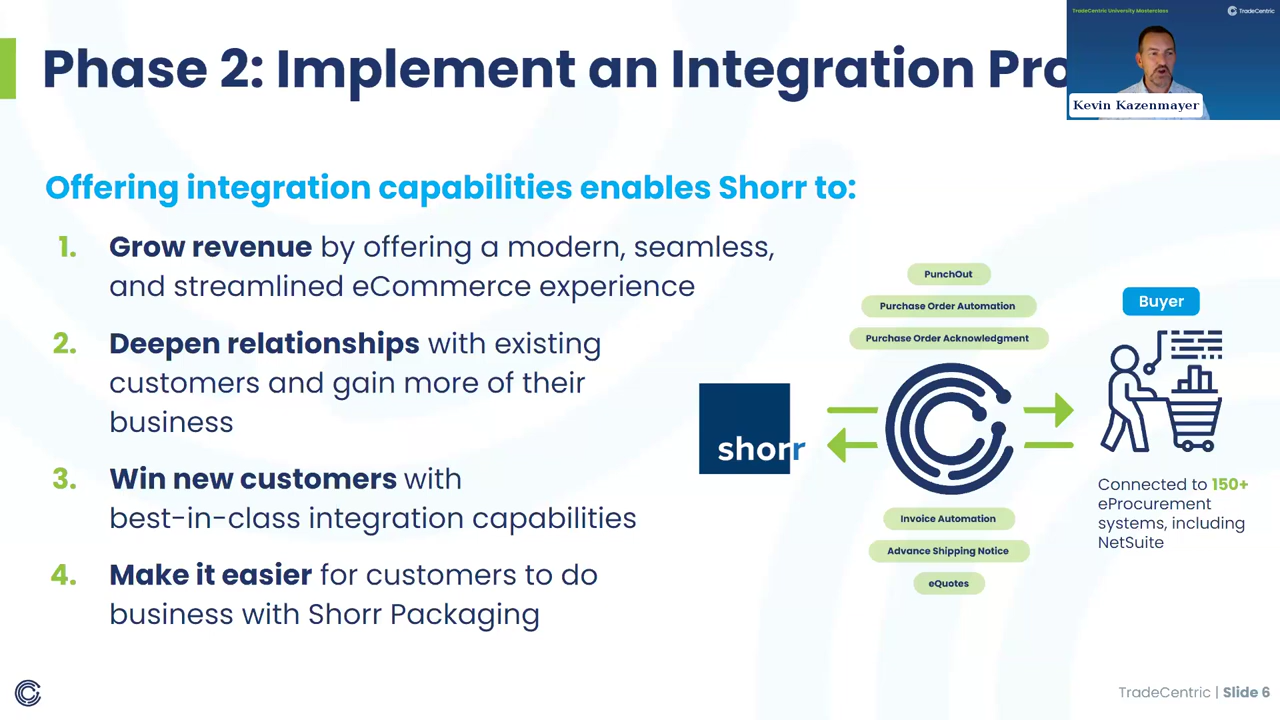 Phase 2: Implement an Integration Pro
TradeCentric University Masterclass
TradeCentric
Kevin Kazenmayer
Offering integration capabilities enables Shorr to:
1. Grow revenue by offering a modern, seamless,
and streamlined eCommerce experience
2. Deepen relationships with existing
customers and gain more of their
business
3. Win new customers with
best-in-class integration capabilities
4. Make it easier for customers to do
business with Shorr Packaging
PunchOut
Purchase Order Automation
Purchase Order Acknowledgment
shorr
Invoice Automation
Advance Shipping Notice
eQuotes
Buyer
Connected to 150+
eProcurement
systems, including
NetSuite
TradeCentric | Slide 6